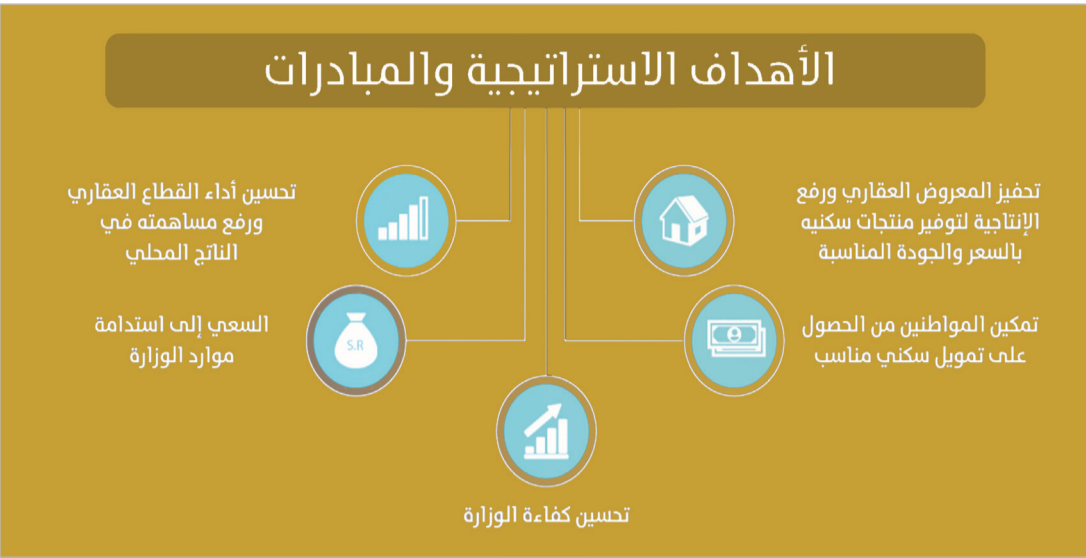 الأهداف الاستراتيجية والمبادرات
تحفيز المعروض العقاري ورفع
الإنتاجية لتوفير منتجات سكنيه
بالسعر والجودة المناسبة
تمكين المواطنين من الحصول
على تمويل سكني مناسب
تحسين أداء القطاع العقاري
ورفع مساهمته في
الناتج المحلي
السعي إلى استدامة
موارد الوزارة
S.R
تحسين كفاءة الوزارة